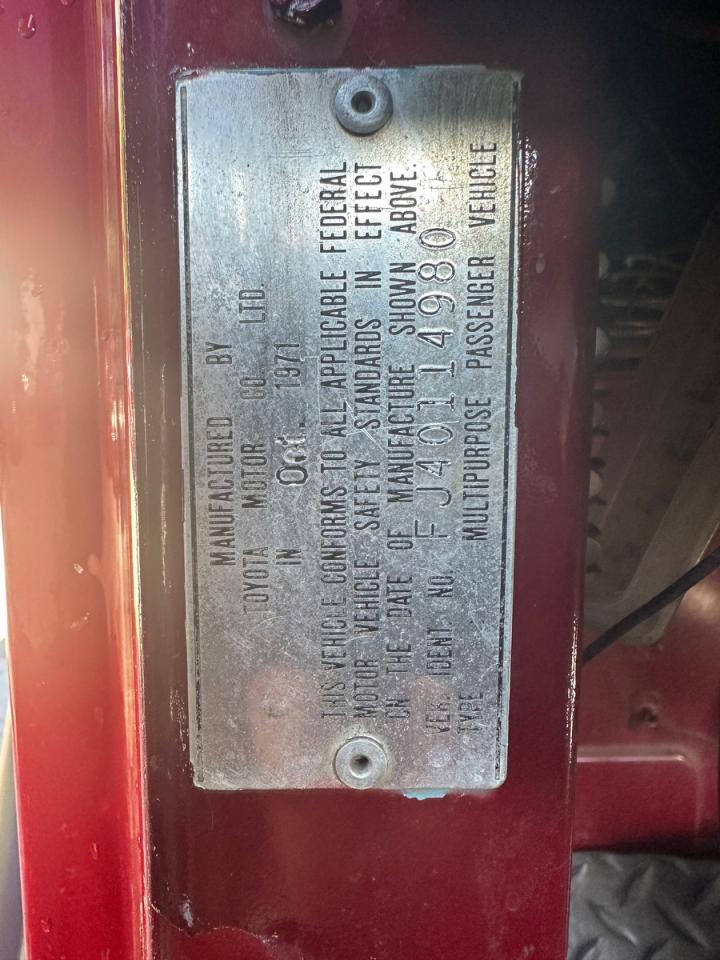 MANUFACTURED BY
TOYOTA MOTOR CO. LTD.
IN Oct. 1971
THIS VEHICLE CONFORMS TO ALL APPLICABLE FEDERAL
MOTOR VEHICLE SAFETY STANDARDS IN EFFECT
ON THE DATE OF MANUFACTURE SHOWN ABOVE.
VEH. IDENT. NO. FJ40114980
TYPE MULTIPURPOSE PASSENGER VEHICLE